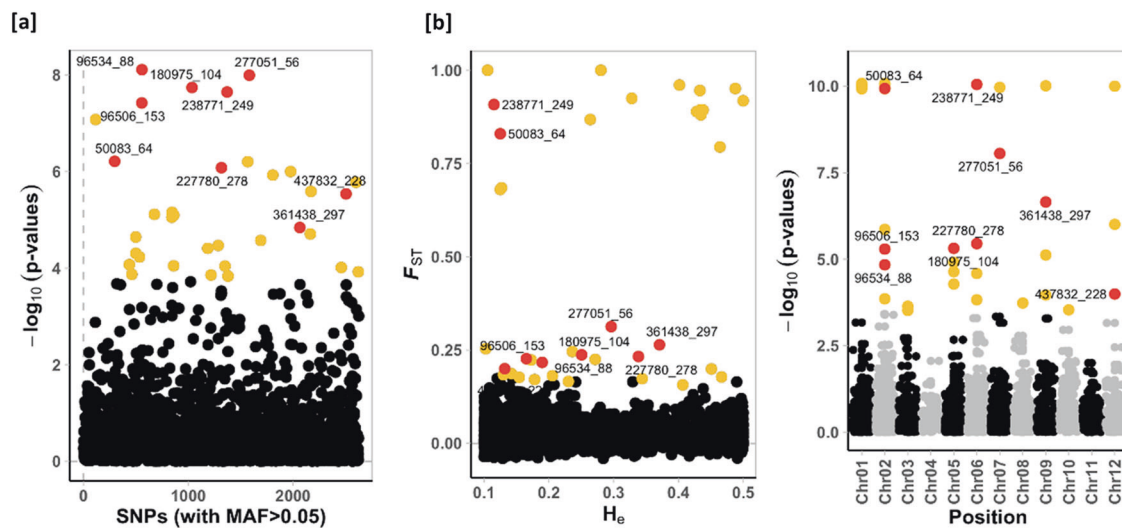 [a]
[b]
96534_88
277051_56
180975_104
96506_153
238771_249
50083_64
227780_278
437832_228
361438_297
8
6
4
2
0
−log10 (p-values)
0
1000
2000
SNPs (with MAF>0.05)
1.00
0.75
0.50
0.25
0.00
FST
238771_249
50083_64
277051_56
361438_297
96506_153
180975_104
96534_88
227780_278
0.1
0.2
0.3
0.4
0.5
He
10.0
7.5
5.0
2.5
0.0
−log10 (p-values)
50083_64
238771_249
277051_56
361438_297
96506_153
227780_278
180975_104
96534_88
437832_228
Chr01
Chr02
Chr03
Chr04
Chr05
Chr06
Chr07
Chr08
Chr09
Chr10
Chr11
Chr12
Position